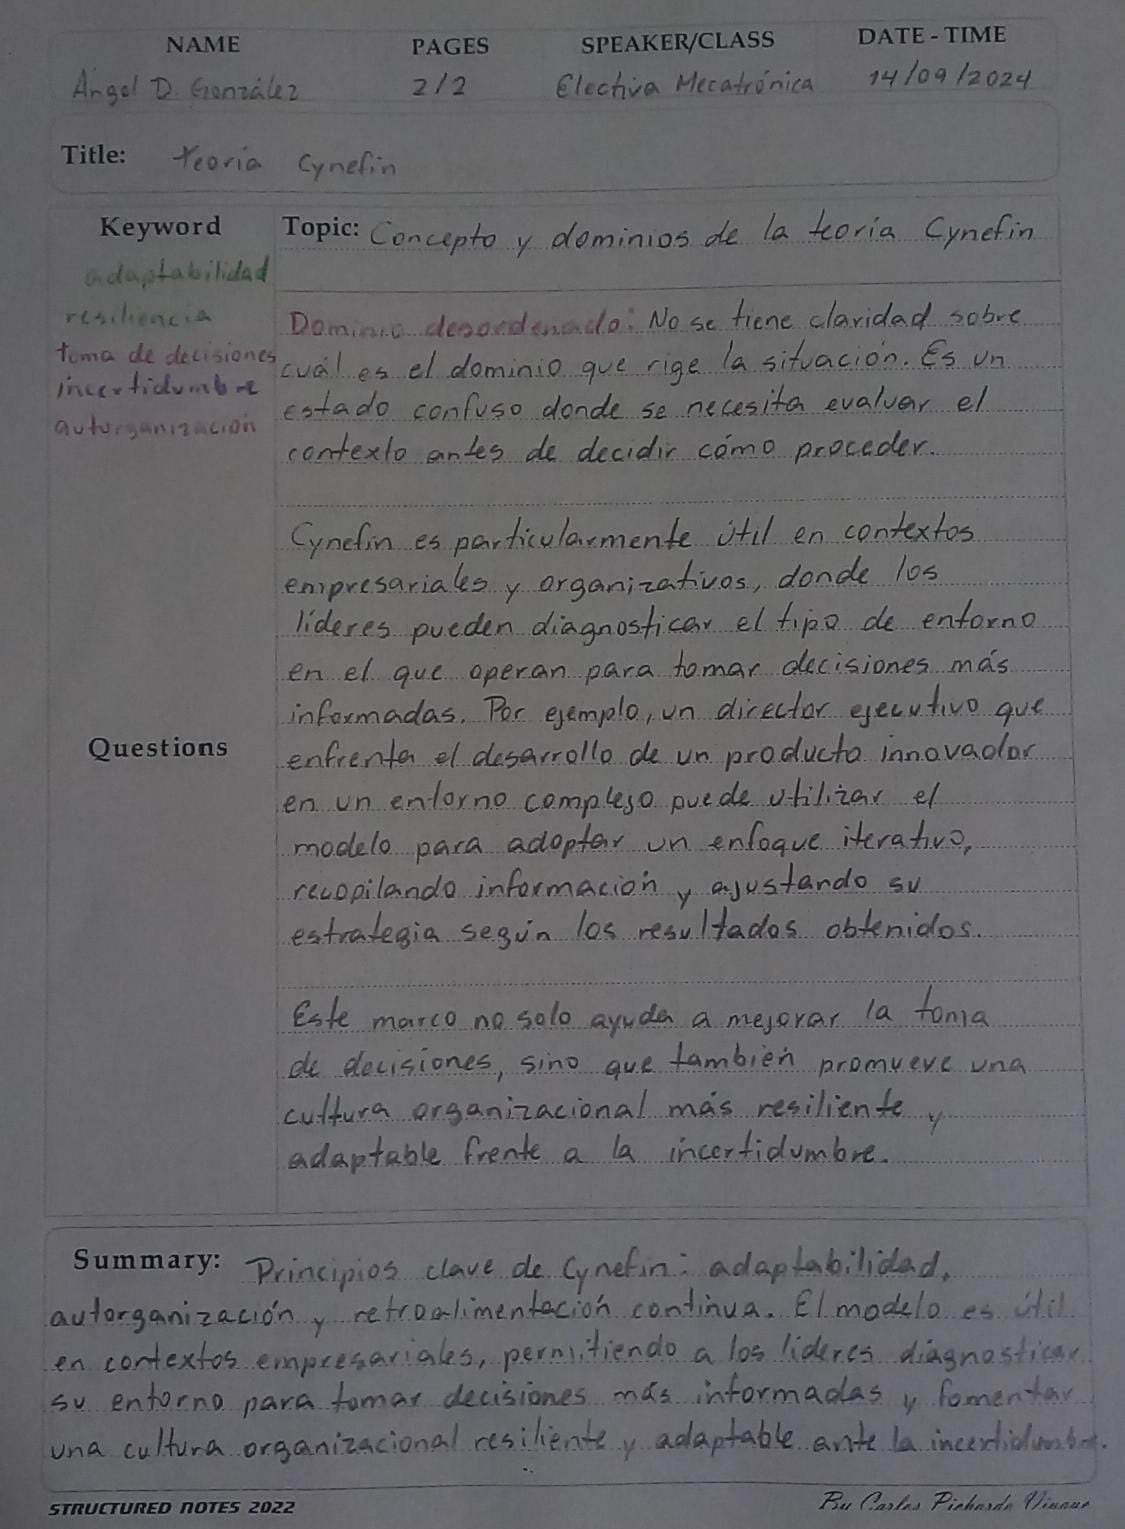 NAME PAGES SPEAKER/CLASS DATE - TIME
Ángel D. González 2/2 Electiva Mecatrónica 14/09/2024
Title: teoría Cynefin
Keyword
adaptabilidad
resiliencia
toma de decisiones
incertidumbre
autorganización
Questions
Topic: Concepto y dominios de la teoría Cynefin
Dominio desordenado: No se tiene claridad sobre
cuál es el dominio que rige la situación. Es un
estado confuso donde se necesita evaluar el
contexto antes de decidir cómo proceder.
Cynefin es particularmente útil en contextos
empresariales y organizativos, donde los
líderes pueden diagnosticar el tipo de entorno
en el que operan para tomar decisiones más
informadas. Por ejemplo, un director ejecutivo que
enfrenta el desarrollo de un producto innovador
en un entorno complejo puede utilizar el
modelo para adoptar un enfoque iterativo,
recopilando información y ajustando su
estrategia según los resultados obtenidos.
Este marco no solo ayuda a mejorar la toma
de decisiones, sino que también promueve una
cultura organizacional más resiliente y
adaptable frente a la incertidumbre.
Summary: Principios clave de Cynefin: adaptabilidad,
autorganización y retroalimentación continua. El modelo es útil
en contextos empresariales, permitiendo a los líderes diagnosticar
su entorno para tomar decisiones más informadas y fomentar
una cultura organizacional resiliente y adaptable ante la incertidumbre.
STRUCTURED NOTES 2022
By Carlos Pichardo Viuque